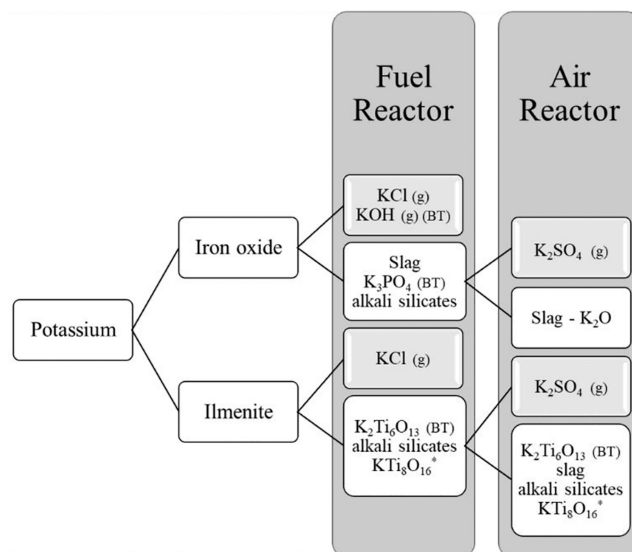 Fuel
Reactor
Air
Reactor
KCl (g)
KOH (g) (BT)
Iron oxide
Slag
K₃PO₄ (BT)
alkali silicates
K₂SO₄ (g)
Slag - K₂O
Potassium
KCl (g)
K₂SO₄ (g)
Ilmenite
K₂Ti₆O₁₃ (BT)
alkali silicates
KTi₈O₁₆*
K₂Ti₆O₁₃ (BT)
slag
alkali silicates
KTi₈O₁₆*